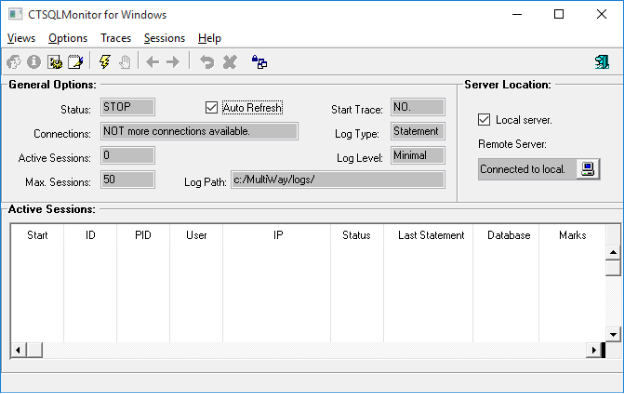 CTSQLMonitor for Windows
Views Options Traces Sessions Help
General Options: Server Location:
Status: STOP Auto Refresh Start Trace: NO.
Local server.
Connections: NOT more connections available. Log Type: Statement
Remote Server:
Active Sessions: 0 Log Level: Minimal
Connected to local.
Max. Sessions: 50 Log Path: c:/MultiWay/logs/
Active Sessions:
Start ID PID User IP Status Last Statement Database Marks